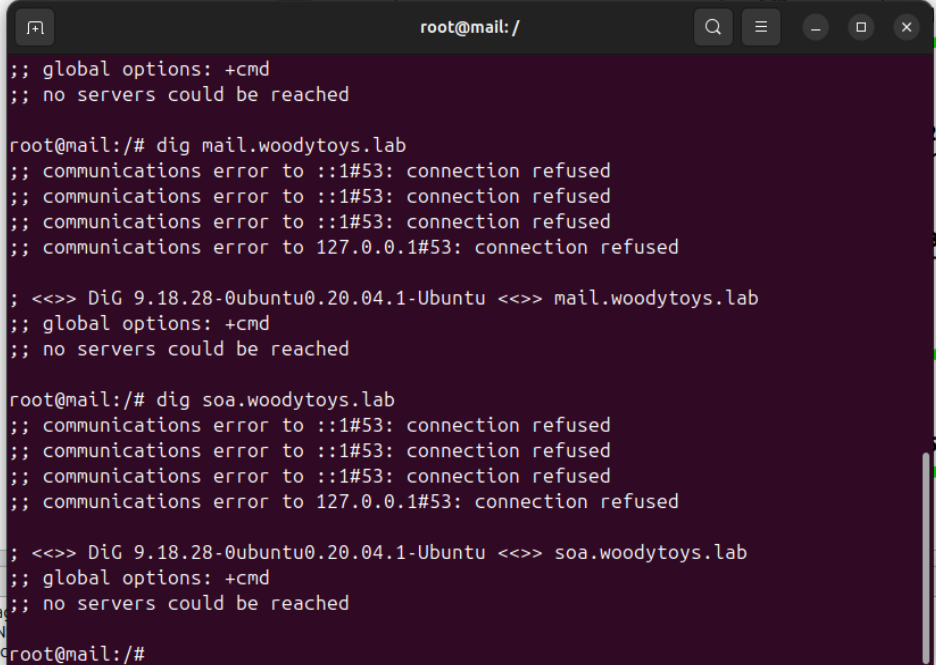 root@mail: /
;; global options: +cmd
;; no servers could be reached
root@mail:/# dig mail.woodytoys.lab
;; communications error to ::1#53: connection refused
;; communications error to ::1#53: connection refused
;; communications error to ::1#53: connection refused
;; communications error to 127.0.0.1#53: connection refused
; <<>> DiG 9.18.28-0ubuntu0.20.04.1-Ubuntu <<>> mail.woodytoys.lab
;; global options: +cmd
;; no servers could be reached
root@mail:/# dig soa.woodytoys.lab
;; communications error to ::1#53: connection refused
;; communications error to ::1#53: connection refused
;; communications error to ::1#53: connection refused
;; communications error to 127.0.0.1#53: connection refused
; <<>> DiG 9.18.28-0ubuntu0.20.04.1-Ubuntu <<>> soa.woodytoys.lab
;; global options: +cmd
;; no servers could be reached
root@mail:/#